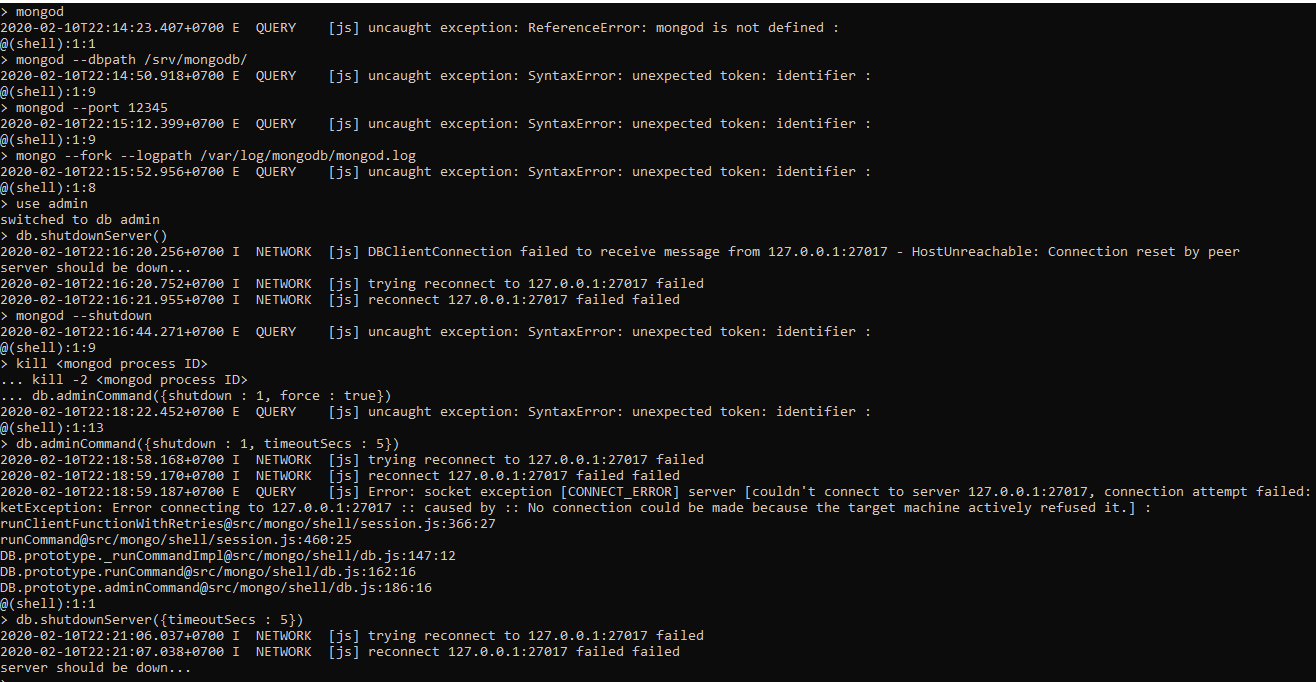 > mongod
2020-02-10T22:14:23.407+0700 E  QUERY    [js] uncaught exception: ReferenceError: mongod is not defined :
@(shell):1:1
> mongod --dbpath /srv/mongodb/
2020-02-10T22:14:50.918+0700 E  QUERY    [js] uncaught exception: SyntaxError: unexpected token: identifier :
@(shell):1:9
> mongod --port 12345
2020-02-10T22:15:12.399+0700 E  QUERY    [js] uncaught exception: SyntaxError: unexpected token: identifier :
@(shell):1:9
> mongo --fork --logpath /var/log/mongodb/mongod.log
2020-02-10T22:15:52.956+0700 E  QUERY    [js] uncaught exception: SyntaxError: unexpected token: identifier :
@(shell):1:8
> use admin
switched to db admin
> db.shutdownServer()
2020-02-10T22:16:20.256+0700 I  NETWORK  [js] DBClientConnection failed to receive message from 127.0.0.1:27017 - HostUnreachable: Connection reset by peer
server should be down...
2020-02-10T22:16:20.752+0700 I  NETWORK  [js] trying reconnect to 127.0.0.1:27017 failed
2020-02-10T22:16:21.955+0700 I  NETWORK  [js] reconnect 127.0.0.1:27017 failed failed
> mongod --shutdown
2020-02-10T22:16:44.271+0700 E  QUERY    [js] uncaught exception: SyntaxError: unexpected token: identifier :
@(shell):1:9
> kill <mongod process ID>
... kill -2 <mongod process ID>
... db.adminCommand({shutdown : 1, force : true})
2020-02-10T22:18:22.452+0700 E  QUERY    [js] uncaught exception: SyntaxError: unexpected token: identifier :
@(shell):1:13
> db.adminCommand({shutdown : 1, timeoutSecs : 5})
2020-02-10T22:18:58.168+0700 I  NETWORK  [js] trying reconnect to 127.0.0.1:27017 failed
2020-02-10T22:18:59.170+0700 I  NETWORK  [js] reconnect 127.0.0.1:27017 failed failed
2020-02-10T22:18:59.187+0700 E  QUERY    [js] Error: socket exception [CONNECT_ERROR] server [couldn't connect to server 127.0.0.1:27017, connection attempt failed:
ketException: Error connecting to 127.0.0.1:27017 :: caused by :: No connection could be made because the target machine actively refused it.] :
runClientFunctionWithRetries@src/mongo/shell/session.js:366:27
runCommand@src/mongo/shell/session.js:460:25
DB.prototype._runCommandImpl@src/mongo/shell/db.js:147:12
DB.prototype.runCommand@src/mongo/shell/db.js:162:16
DB.prototype.adminCommand@src/mongo/shell/db.js:186:16
@(shell):1:1
> db.shutdownServer({timeoutSecs : 5})
2020-02-10T22:21:06.037+0700 I  NETWORK  [js] trying reconnect to 127.0.0.1:27017 failed
2020-02-10T22:21:07.038+0700 I  NETWORK  [js] reconnect 127.0.0.1:27017 failed failed
server should be down...